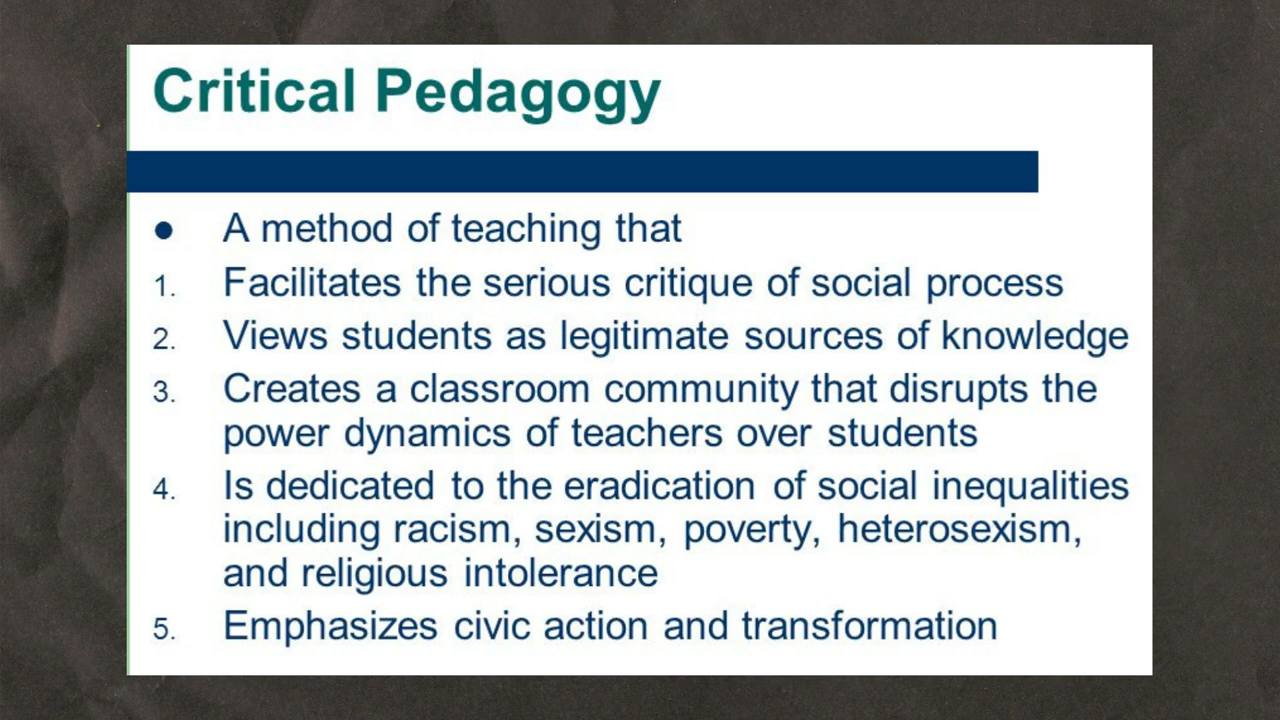 Critical Pedagogy
● A method of teaching that
1. Facilitates the serious critique of social process
2. Views students as legitimate sources of knowledge
3. Creates a classroom community that disrupts the
power dynamics of teachers over students
4. Is dedicated to the eradication of social inequalities
including racism, sexism, poverty, heterosexism,
and religious intolerance
5. Emphasizes civic action and transformation